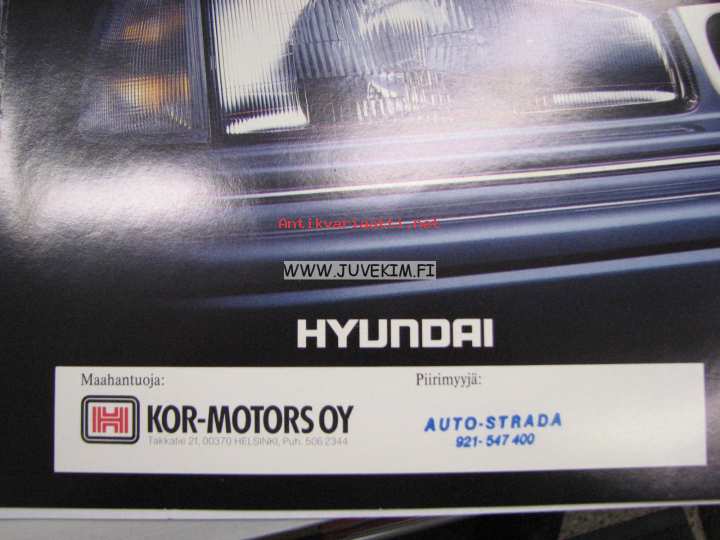 Antikvariaatti.net
WWW.JUVEKIM.FI
HYUNDAI
Maahantuoja:
KOR-MOTORS OY
Takkatie 21, 00370 HELSINKI, Puh. 506 2344
Piirimyyjä:
AUTO-STRADA
921-547 400